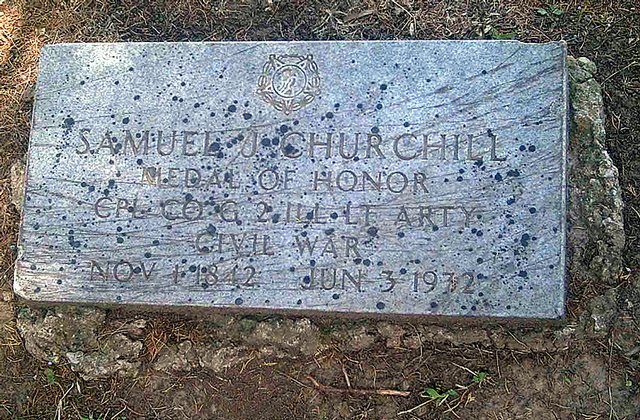 SAMUEL J CHURCHILL
MEDAL OF HONOR
CPL CO G 2 ILL LT ARTY
CIVIL WAR
NOV 1 1842 JUN 3 1932